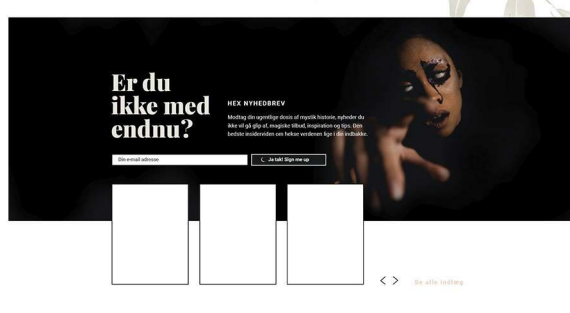 Er du
ikke med
endnu?
HEX NYHEDBREV
Modtag din ugentlige dosis af mystik historie, nyheder du
ikke vil gå glip af, magiske tilbud, inspiration og tips. Den
bedste insiderviden om hekse verdenen lige i din indbakke.
Din e-mail adresse
Ja tak! Sign me up
Se alle indlæg